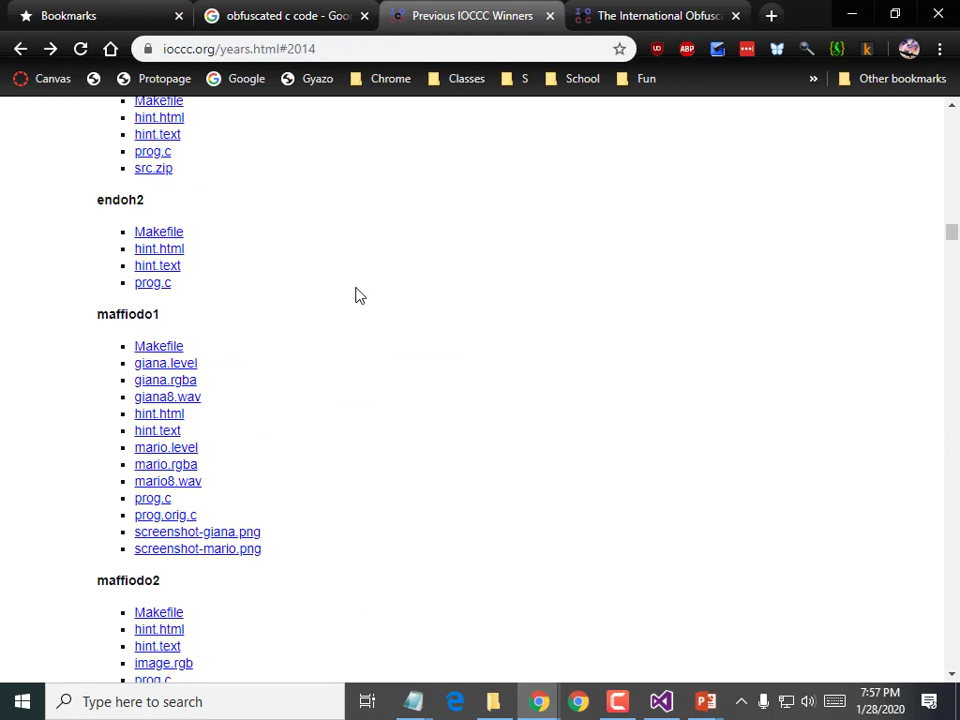 Bookmarks
obfuscated c code - Goo
Previous IOCCC Winners
The International Obfusca
ioccc.org/years.html#2014
Canvas
Protopage
Google
Gyazo
Chrome
Classes
S
School
Fun
»
Other bookmarks
Makefile
hint.html
hint.text
prog.c
src.zip
endoh2
Makefile
hint.html
hint.text
prog.c
maffiodo1
Makefile
giana.level
giana.rgba
giana8.wav
hint.html
hint.text
mario.level
mario.rgba
mario8.wav
prog.c
prog.orig.c
screenshot-giana.png
screenshot-mario.png
maffiodo2
Makefile
hint.html
hint.text
image.rgb
prog.c
Type here to search
7:57 PM
1/28/2020